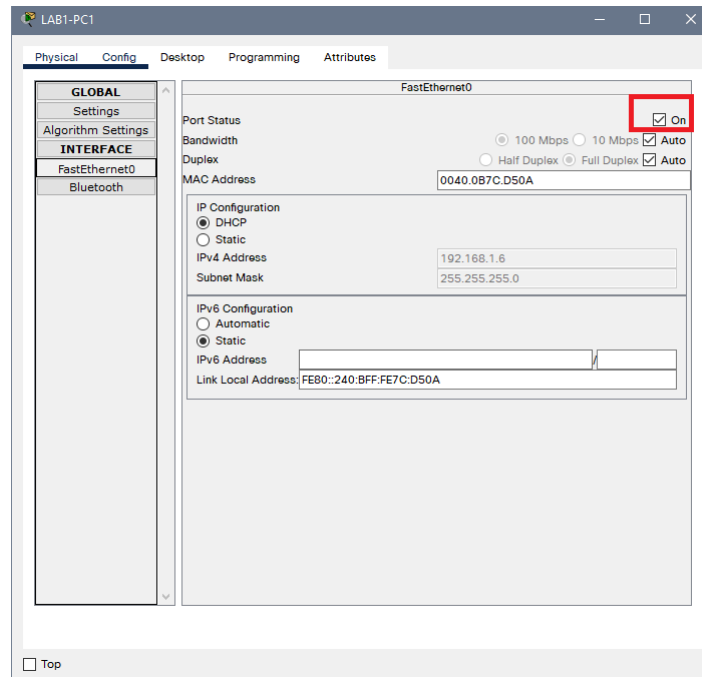 LAB1-PC1
Physical Config Desktop Programming Attributes
GLOBAL
Settings
Algorithm Settings
INTERFACE
FastEthernet0
Bluetooth
FastEthernet0
Port Status On
Bandwidth 100 Mbps 10 Mbps Auto
Duplex Half Duplex Full Duplex Auto
MAC Address 0040.0B7C.D50A
IP Configuration
DHCP
Static
IPv4 Address 192.168.1.6
Subnet Mask 255.255.255.0
IPv6 Configuration
Automatic
Static
IPv6 Address /
Link Local Address: FE80::240:BFF:FE7C:D50A
Top